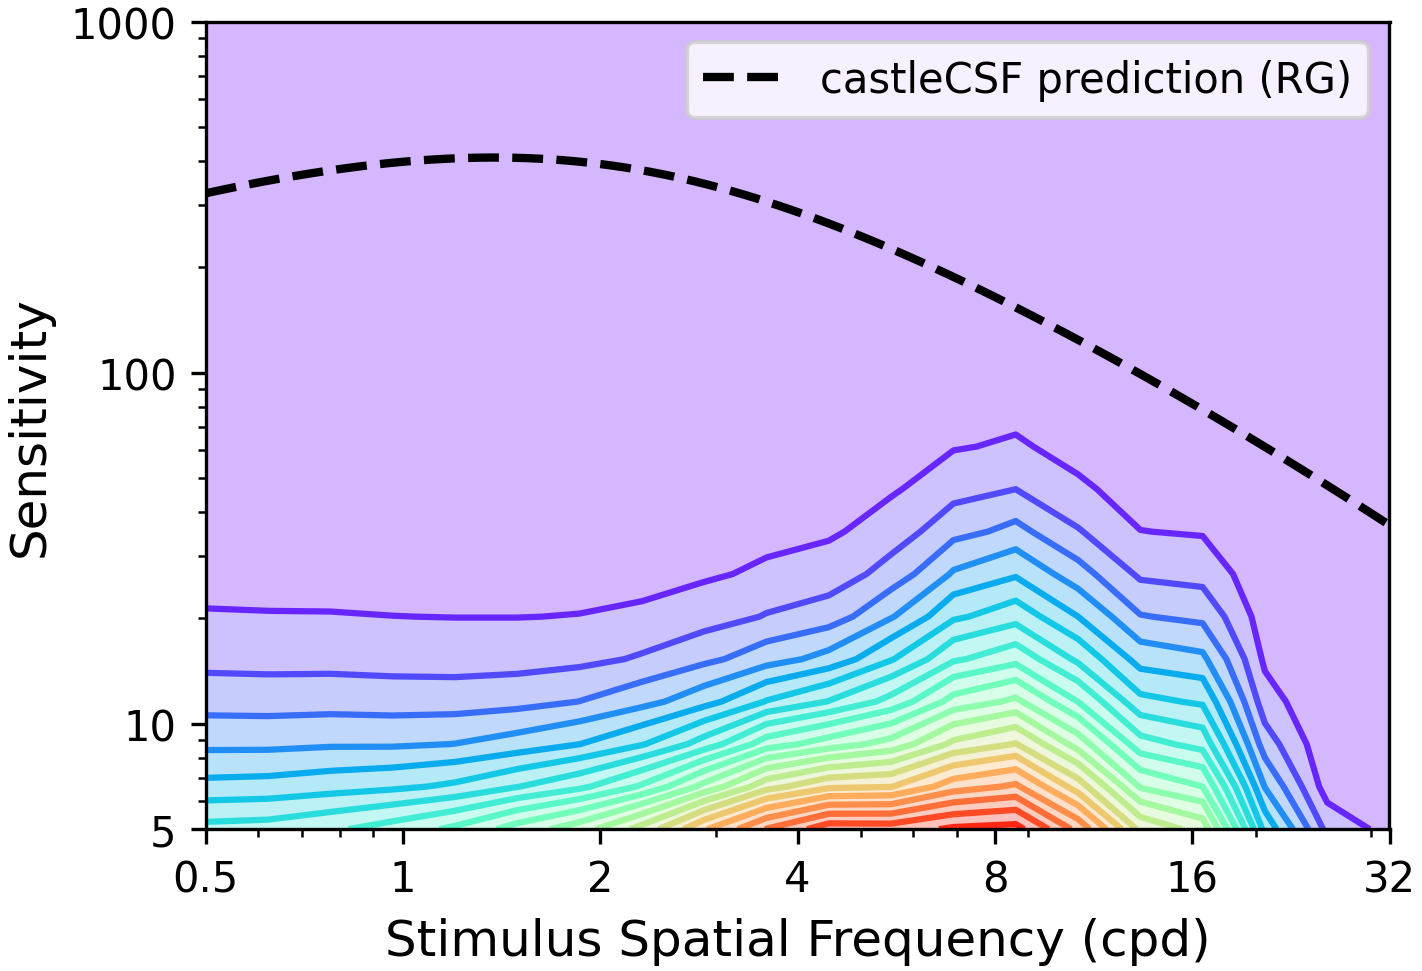 1000
castleCSF prediction (RG)
100
Sensitivity
10
5
0.5 1 2 4 8 16 32
Stimulus Spatial Frequency (cpd)